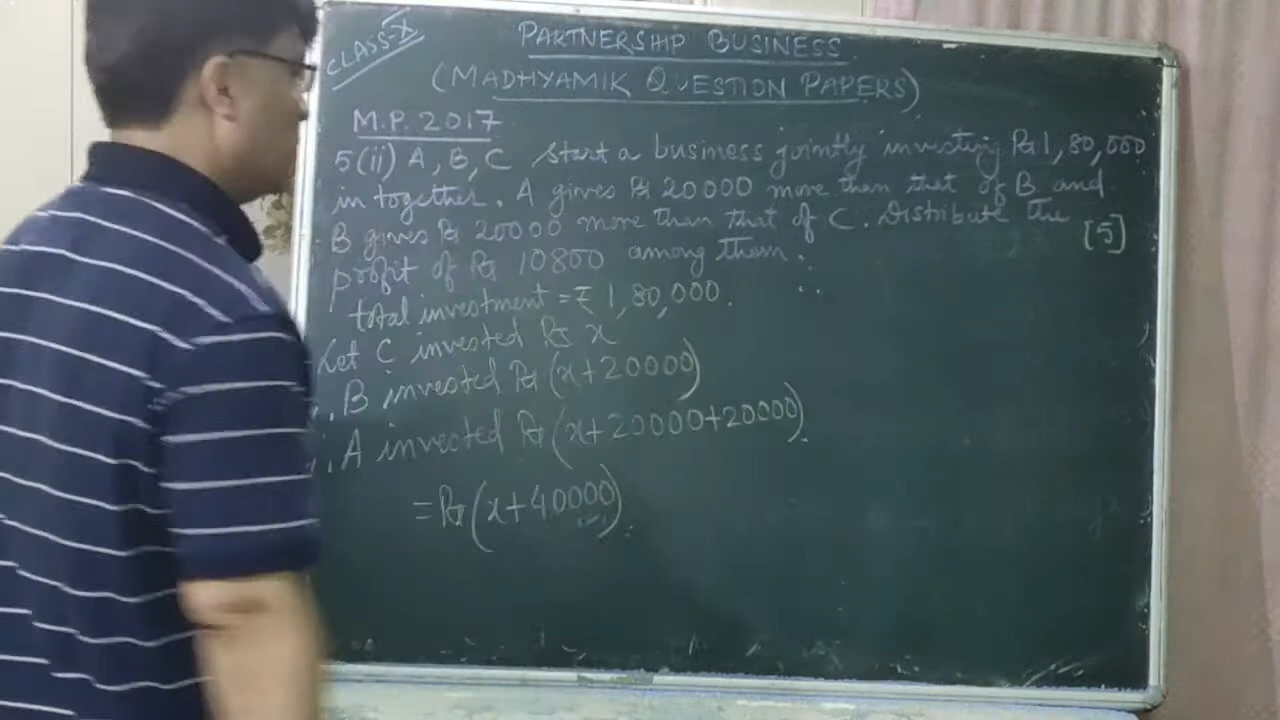 CLASS-X
PARTNERSHIP BUSINESS
(MADHYAMIK QUESTION PAPERS)
M.P. 2017
5(ii) A, B, C start a business jointly investing Rs 1,80,000
in together. A gives Rs 20000 more than that of B and
B gives Rs 20000 more than that of C. Distribute the
profit of Rs 10800 among them. [5]
total investment = ₹ 1,80,000.
Let C invested Rs x
∴ B invested Rs (x+20000)
∴ A invested Rs (x+20000+20000).
= Rs (x+40000).